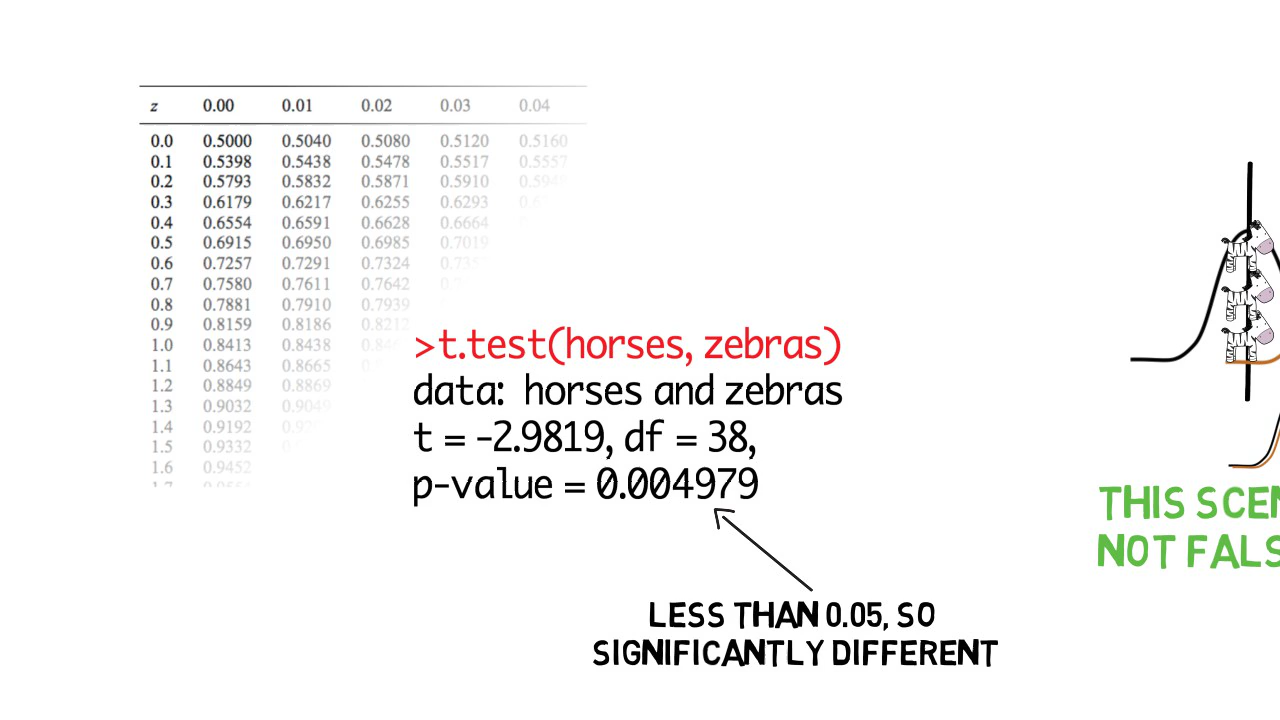 z 0.00 0.01 0.02 0.03 0.04
0.0 0.5000 0.5040 0.5080 0.5120 0.5160
0.1 0.5398 0.5438 0.5478 0.5517 0.5557
0.2 0.5793 0.5832 0.5871 0.5910
0.3 0.6179 0.6217 0.6255 0.6293
0.4 0.6554 0.6591 0.6628 0.6664
0.5 0.6915 0.6950 0.6985 0.7019
0.6 0.7257 0.7291 0.7324
0.7 0.7580 0.7611 0.7642
0.8 0.7881 0.7910 0.7939
0.9 0.8159 0.8186 0.8212
1.0 0.8413 0.8438
1.1 0.8643 0.8665
1.2 0.8849 0.8869
1.3 0.9032 0.9049
1.4 0.9192
1.5 0.9332
1.6 0.9452
>t.test(horses, zebras)
data: horses and zebras
t = -2.9819, df = 38,
p-value = 0.004979
LESS THAN 0.05, SO
SIGNIFICANTLY DIFFERENT
THIS
NOT